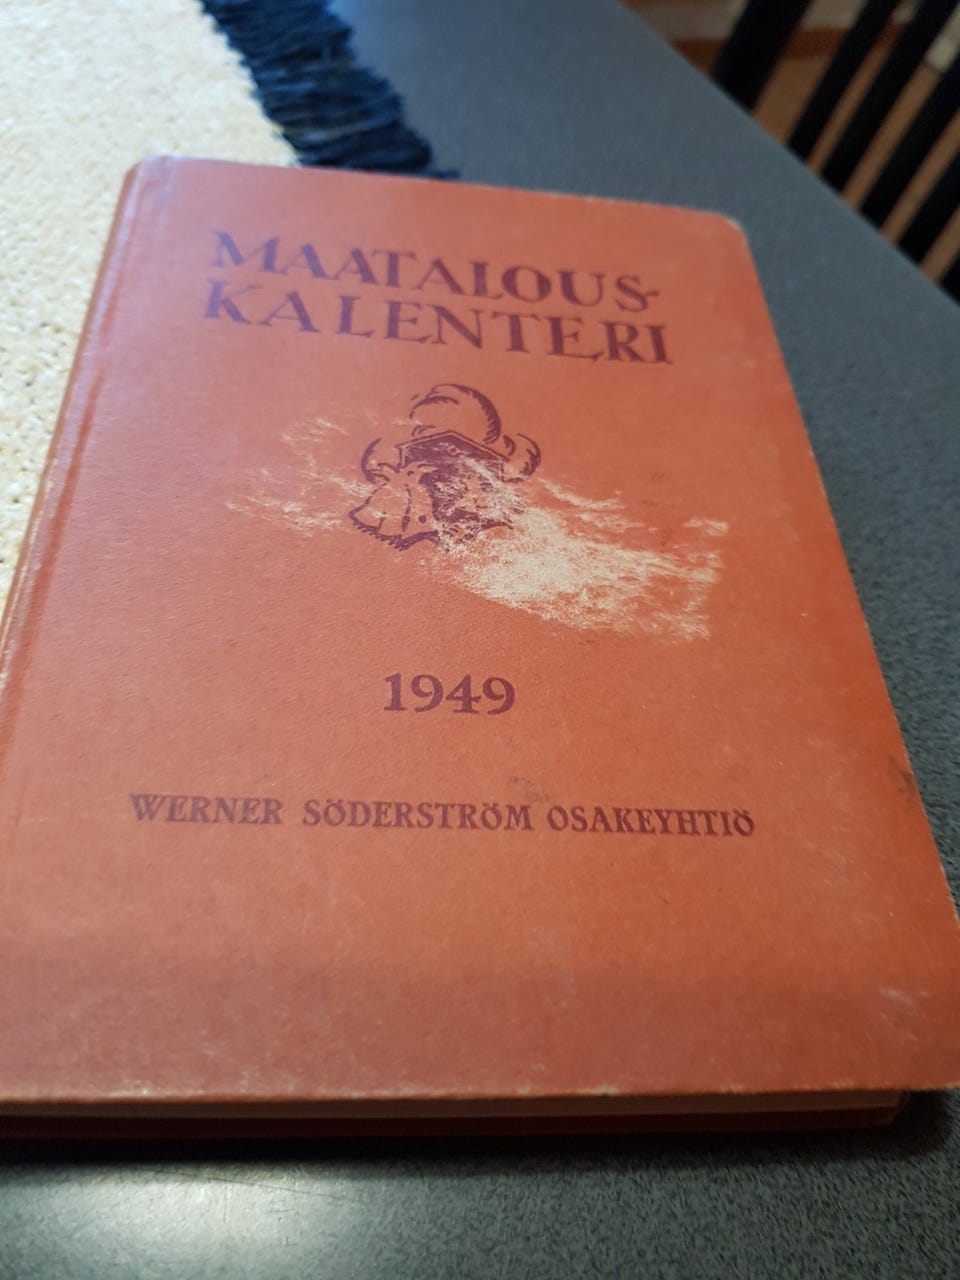 MAATALOUS-
KALENTERI
1949
WERNER SÖDERSTRÖM OSAKEYHTIÖ